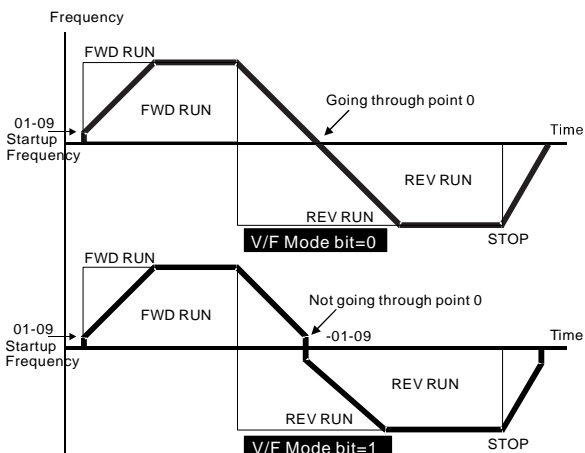 Frequency
FWD RUN
FWD RUN
Going through point 0
01-09
Startup
Frequency
Time
REV RUN
REV RUN
V/F Mode bit=0
STOP
FWD RUN
FWD RUN
Not going through point 0
01-09
Startup
Frequency
-01-09
Time
REV RUN
REV RUN
V/F Mode bit=1
STOP